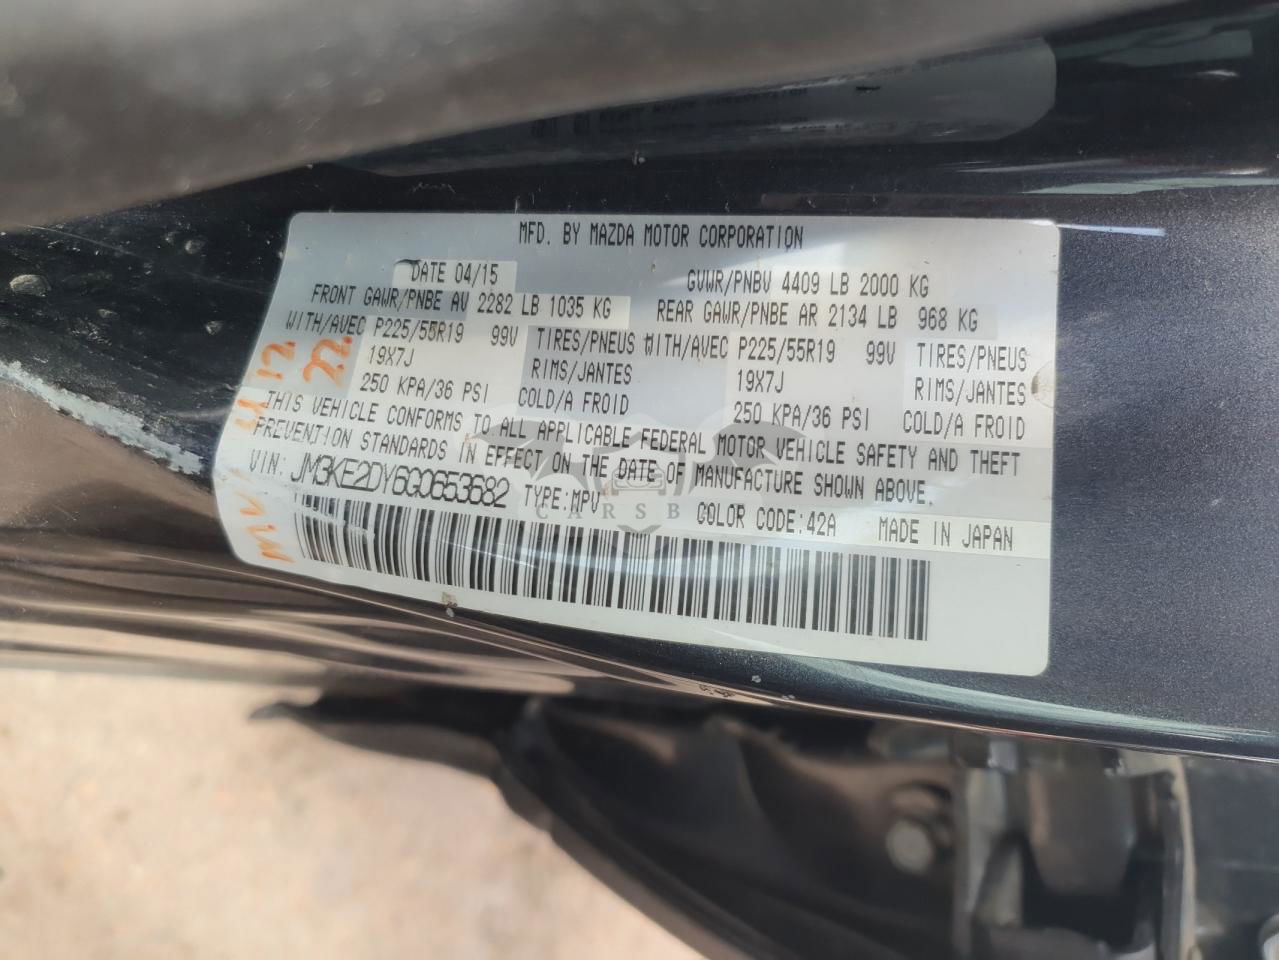 MFD. BY MAZDA MOTOR CORPORATION
DATE 04/15 GVWR/PNBV 4409 LB 2000 KG
FRONT GAWR/PNBE AV 2282 LB 1035 KG REAR GAWR/PNBE AR 2134 LB 968 KG
WITH/AVEC P225/55R19 99V TIRES/PNEUS WITH/AVEC P225/55R19 99V TIRES/PNEUS
19X7J RIMS/JANTES 19X7J RIMS/JANTES
250 KPA/36 PSI COLD/A FROID 250 KPA/36 PSI COLD/A FROID
THIS VEHICLE CONFORMS TO ALL APPLICABLE FEDERAL MOTOR VEHICLE SAFETY AND THEFT
PREVENTION STANDARDS IN EFFECT ON THE DATE OF MANUFACTURE SHOWN ABOVE.
VIN: JM3KE2DY6G0653682 TYPE:MPV COLOR CODE:42A MADE IN JAPAN
12.
22.